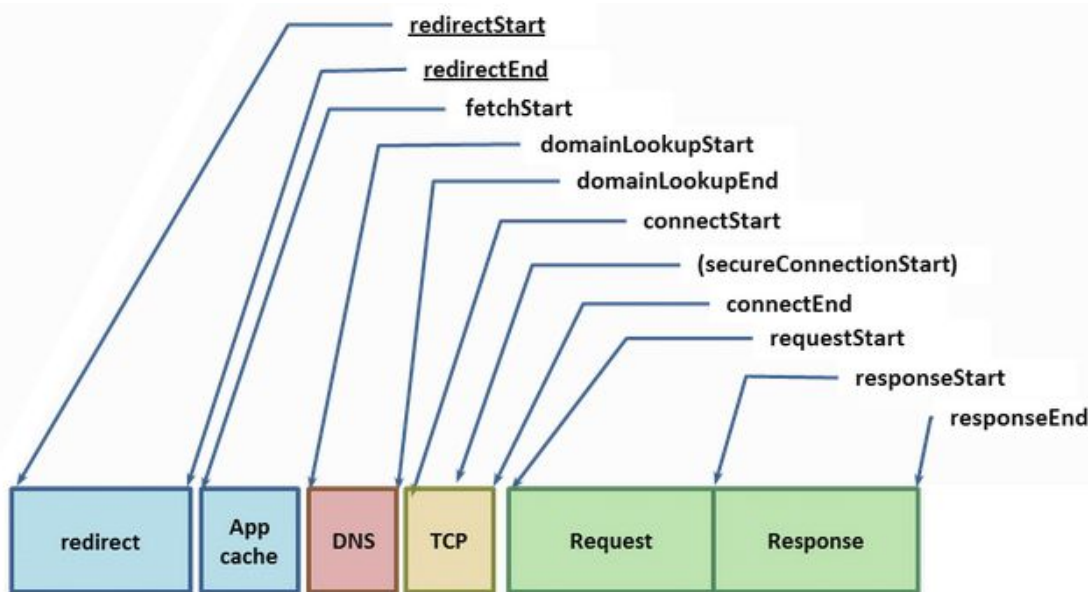 redirectStart
redirectEnd
fetchStart
domainLookupStart
domainLookupEnd
connectStart
(secureConnectionStart)
connectEnd
requestStart
responseStart
responseEnd
redirect
App
cache
DNS
TCP
Request
Response